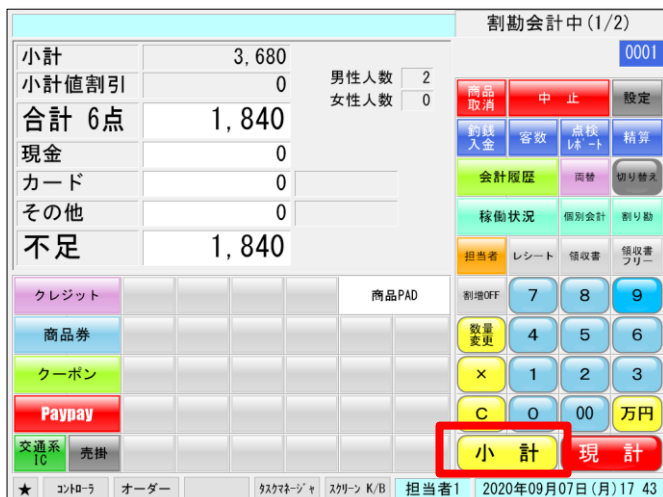 割勘会計中(1/2)
0001
小計 3,680
小計値割引 0
合計 6点 1,840
現金 0
カード 0
その他 0
不足 1,840
男性人数 2
女性人数 0
商品取消 中 止 設定
釣銭入金 客数 点検ﾚﾎﾟｰﾄ 精算
会計履歴 両替 切り替え
稼働状況 個別会計 割り勘
担当者 レシート 領収書 領収書フリー
割増OFF 7 8 9
数量変更 4 5 6
× 1 2 3
C 0 00 万円
小 計 現 計
クレジット 商品PAD
商品券
クーポン
Paypay
交通系IC 売掛
★ ｺﾝﾄﾛｰﾗ オーダー ﾀｽｸﾏﾈｰｼﾞｬ ｽｸﾘｰﾝ K/B 担当者1 2020年09月07日(月)17 43